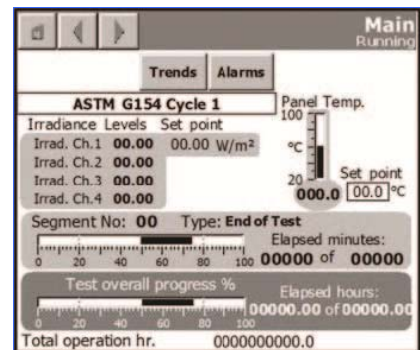 Main
Running
Trends Alarms
ASTM G154 Cycle 1
Panel Temp.
Irradiance Levels Set point
100
Irrad. Ch.1 00.00 00.00 W/m²
°C
Irrad. Ch.2 00.00
Irrad. Ch.3 00.00
Set point
20
Irrad. Ch.4 00.00
000.0 00.0 °C
Segment No: 00 Type: End of Test
Elapsed minutes:
0 20 40 60 80 100
00000 of 00000
Test overall progress %
Elapsed hours:
00000.00 of 00000.00
0 20 40 60 80 100
Total operation hr. 0000000000.0